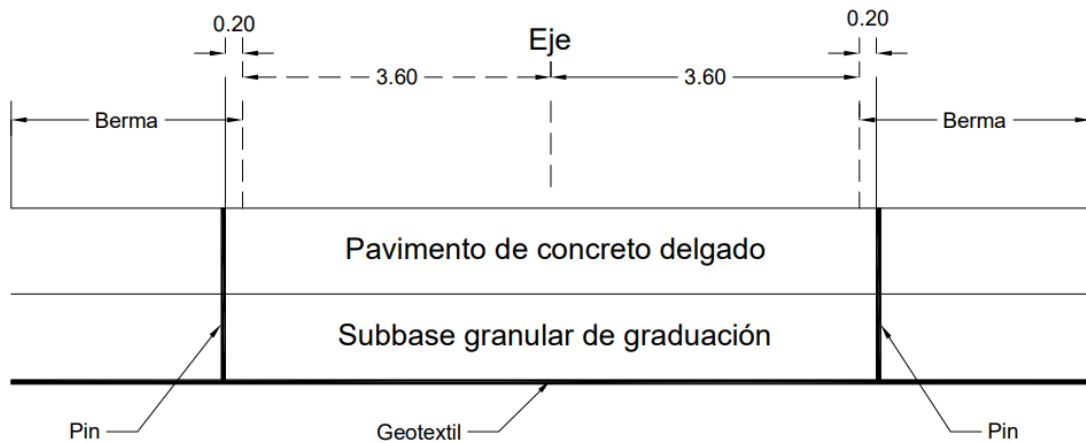 0.20
0.20
Eje
3.60
3.60
Berma
Berma
Pavimento de concreto delgado
Subbase granular de graduación
Pin
Geotextil
Pin